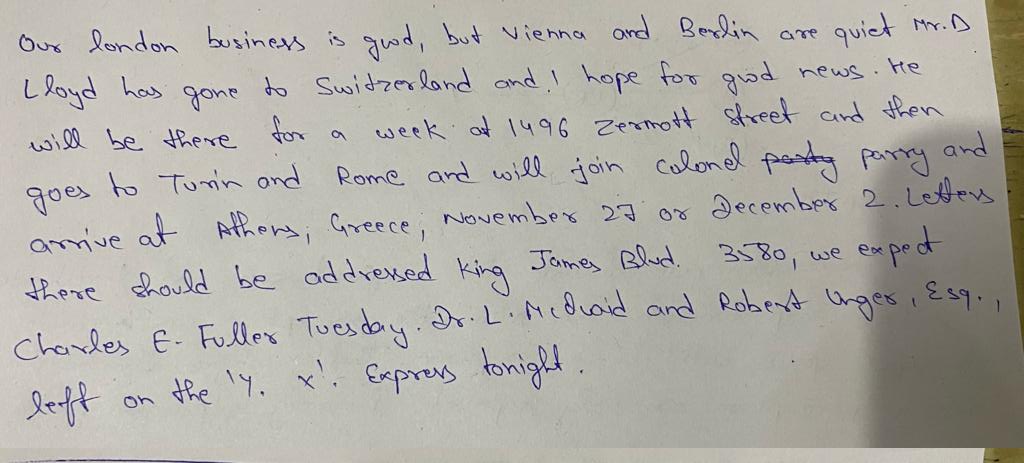 Our london business is good, but Vienna and Berlin are quiet Mr. D
Lloyd has gone to Switzerland and I hope for good news. He
will be there for a week at 1496 Zermott Street and then
goes to Turin and Rome and will join Colonel party parry and
arrive at Athens, Greece, November 27 or December 2. Letters
there should be addressed King James Blvd. 3580, we expect
Charles E. Fuller Tuesday. Dr. L. McQuaid and Robert Unger, Esq.,
left on the 'Y. X'. Express tonight.